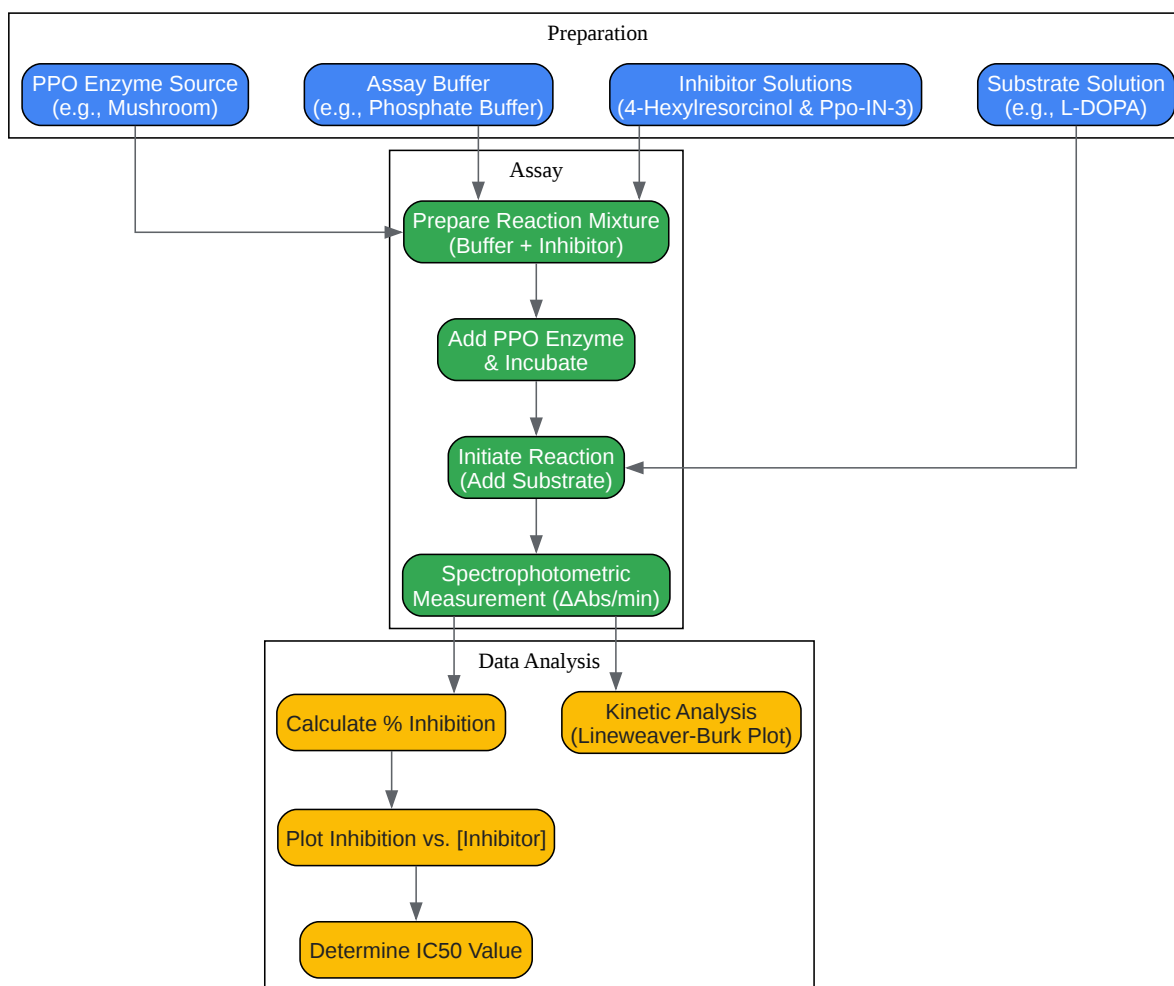 Preparation
PPO Enzyme Source
(e.g., Mushroom)
Assay Buffer
(e.g., Phosphate Buffer)
Inhibitor Solutions
(4-Hexylresorcinol & Ppo-IN-3)
Substrate Solution
(e.g., L-DOPA)
Assay
Prepare Reaction Mixture
(Buffer + Inhibitor)
Add PPO Enzyme
& Incubate
Initiate Reaction
(Add Substrate)
Spectrophotometric
Measurement (ΔAbs/min)
Data Analysis
Calculate % Inhibition
Kinetic Analysis
(Lineweaver-Burk Plot)
Plot Inhibition vs. [Inhibitor]
Determine IC50 Value